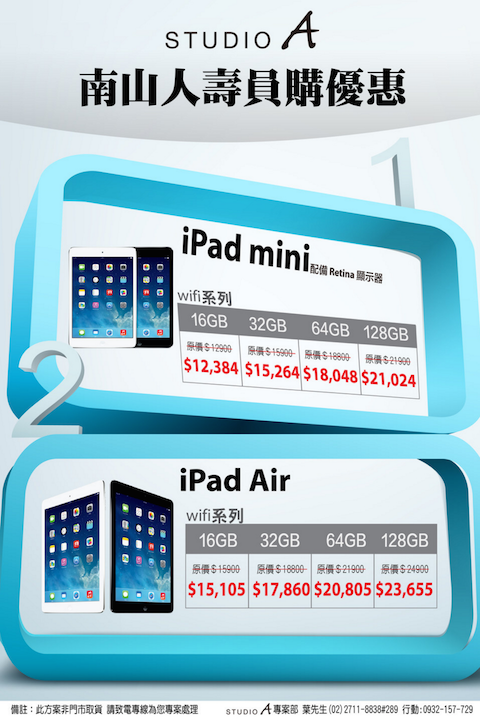 STUDIO A
南山人壽員購優惠
1
iPad mini配備 Retina 顯示器
wifi系列
16GB 32GB 64GB 128GB
原價$12900 原價$15900 原價$18800 原價$21900
$12,384 $15,264 $18,048 $21,024
2
iPad Air
wifi系列
16GB 32GB 64GB 128GB
原價$15900 原價$18800 原價$21900 原價$24900
$15,105 $17,860 $20,805 $23,655
備註：此方案非門市取貨 請致電專線為您專案處理 STUDIO A 專案部 葉先生(02)2711-8838#289 行動:0932-157-729